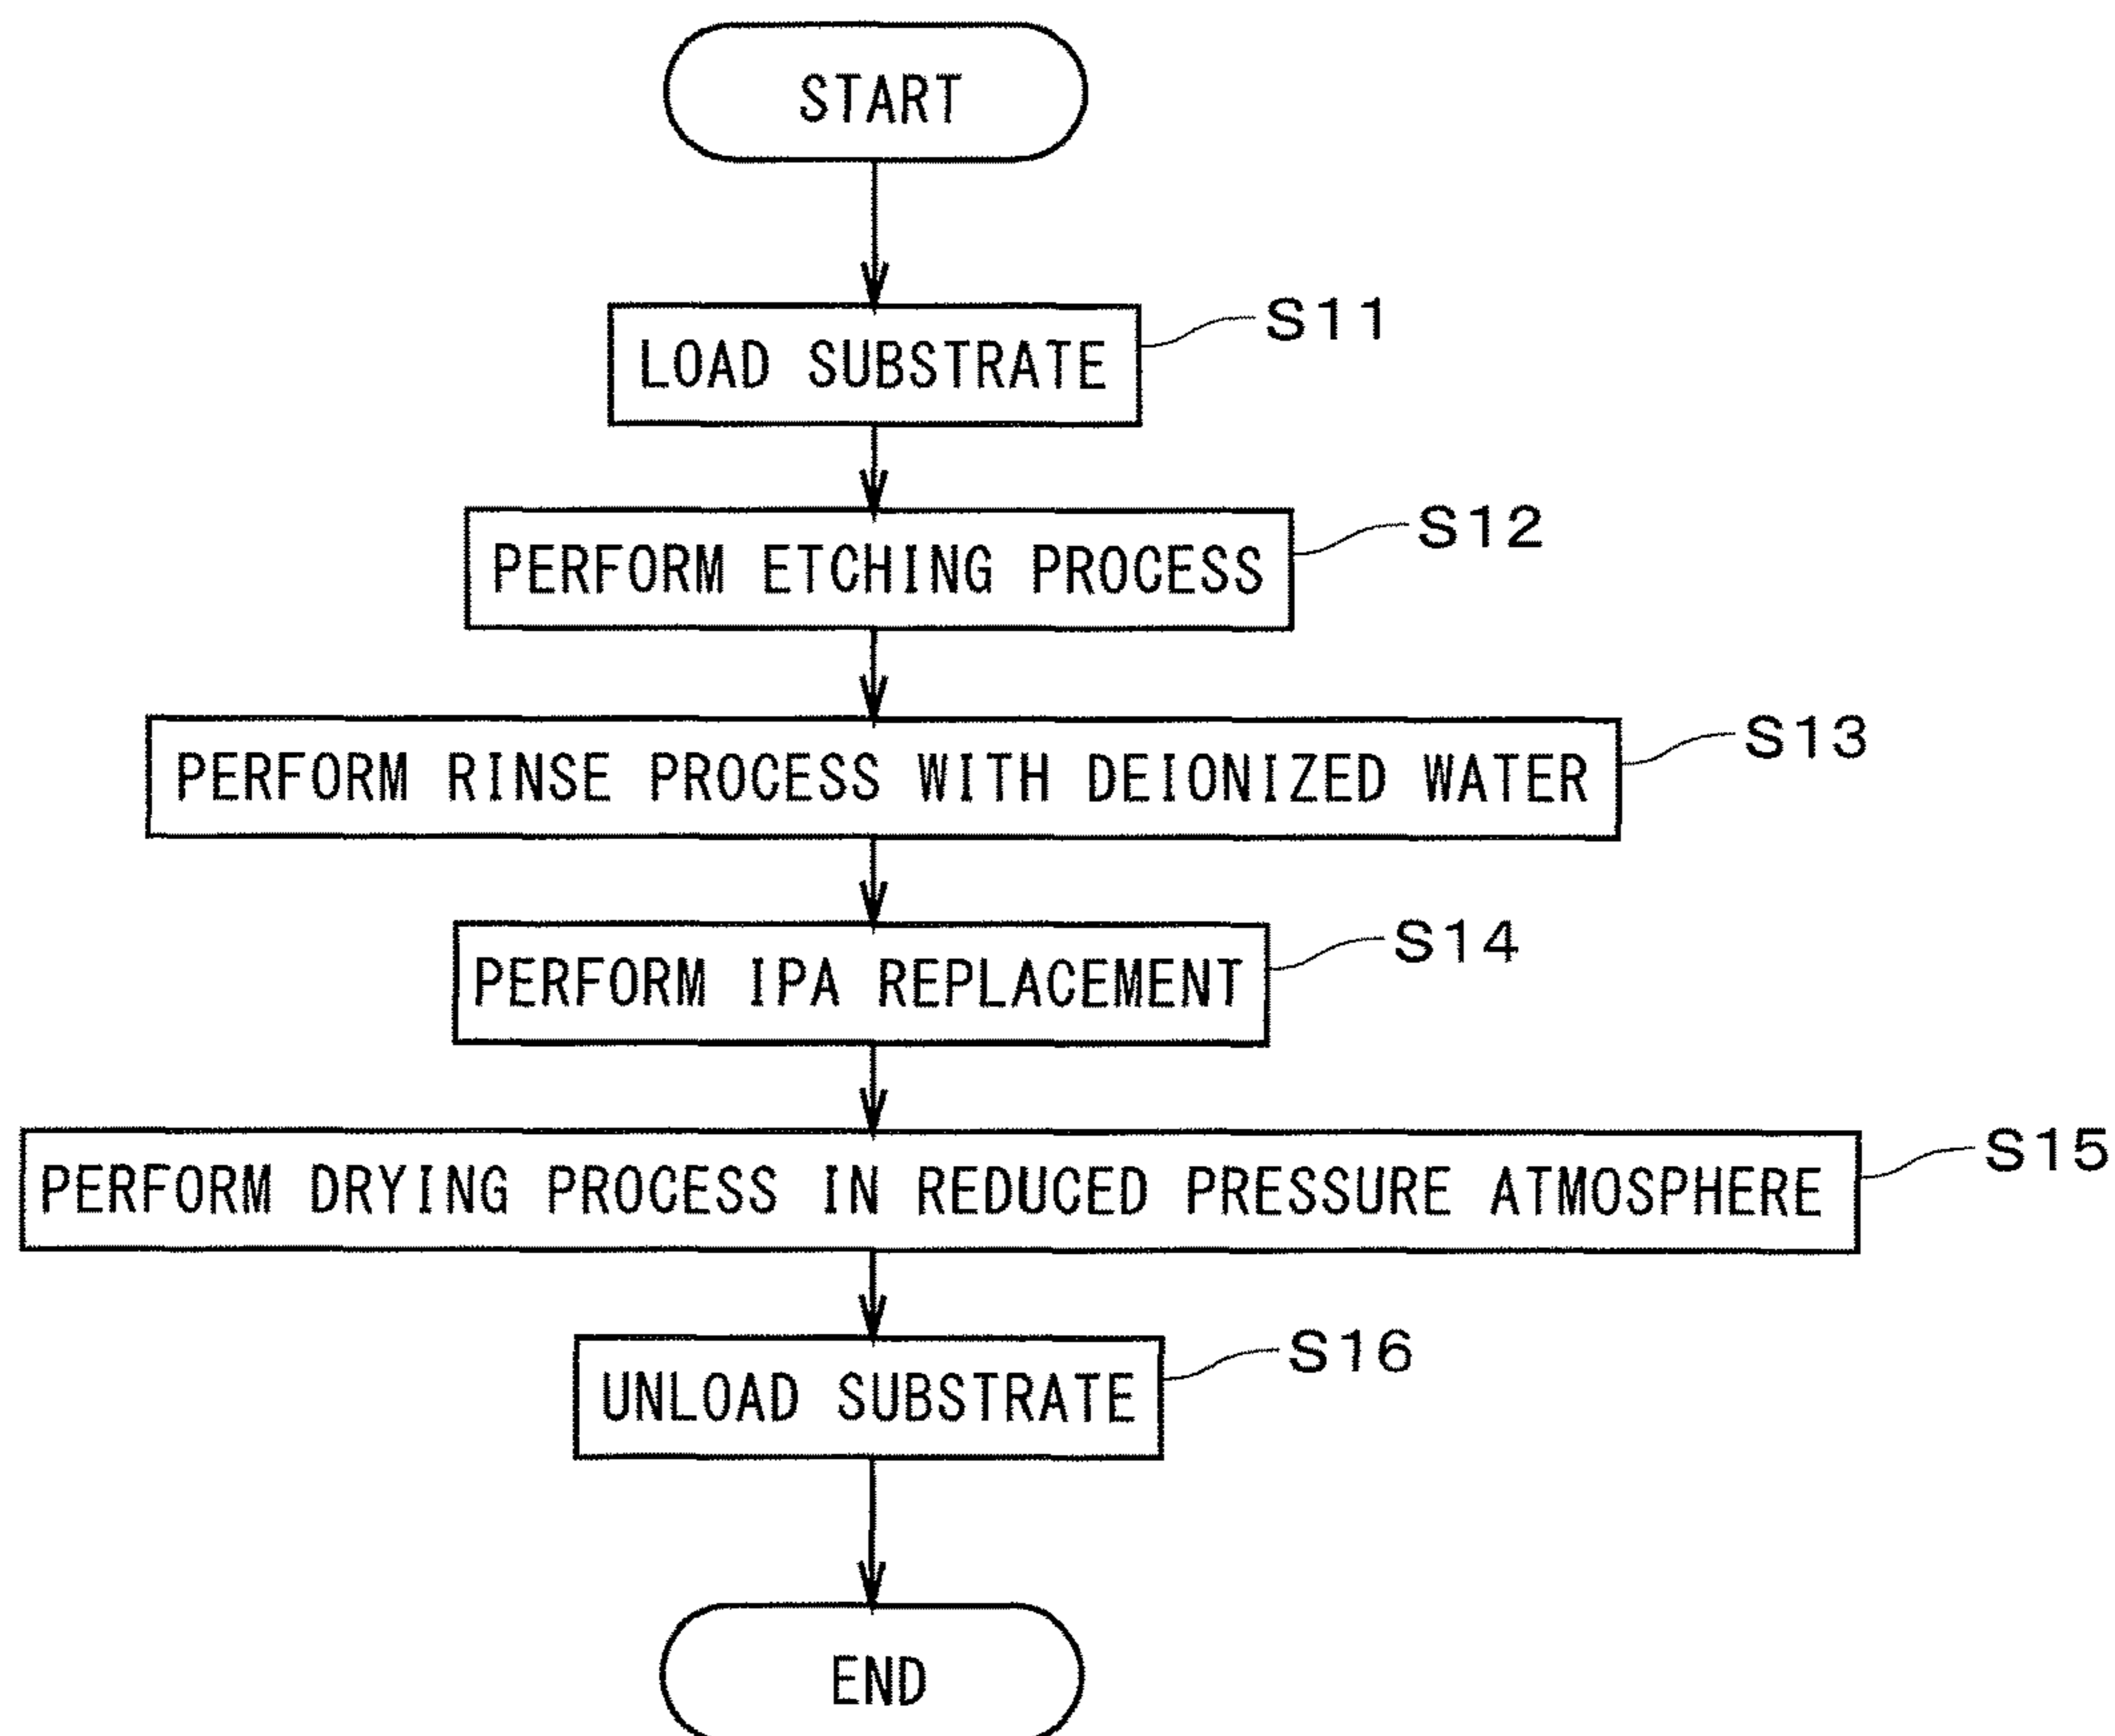 START
LOAD SUBSTRATE
S11
PERFORM ETCHING PROCESS
S12
PERFORM RINSE PROCESS WITH DEIONIZED WATER
S13
PERFORM IPA REPLACEMENT
S14
PERFORM DRYING PROCESS IN REDUCED PRESSURE ATMOSPHERE
S15
UNLOAD SUBSTRATE
S16
END